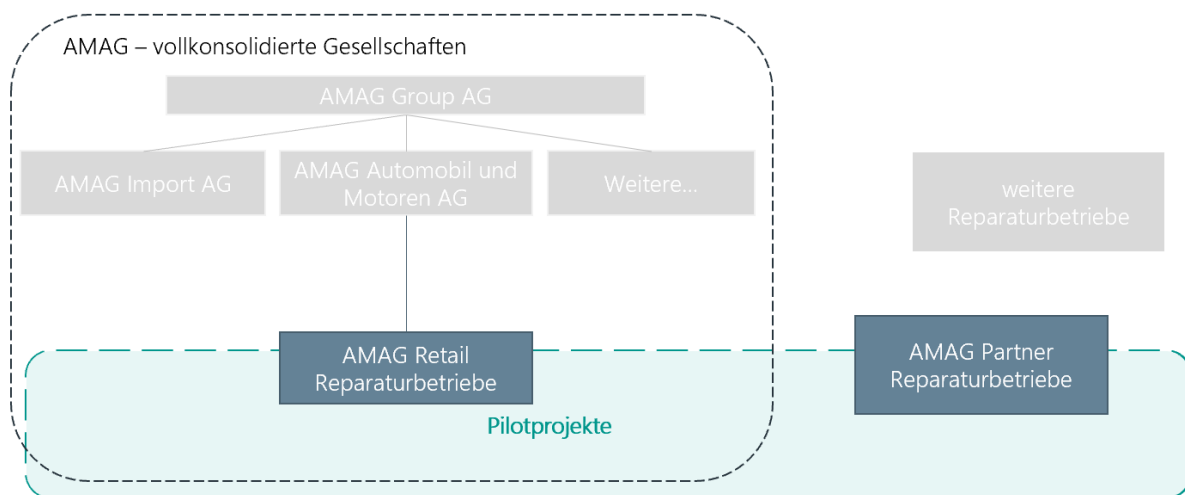 AMAG – vollkonsolidierte Gesellschaften
AMAG Group AG
AMAG Import AG
AMAG Automobil und
Motoren AG
Weitere...
weitere
Reparaturbetriebe
AMAG Retail
Reparaturbetriebe
AMAG Partner
Reparaturbetriebe
Pilotprojekte